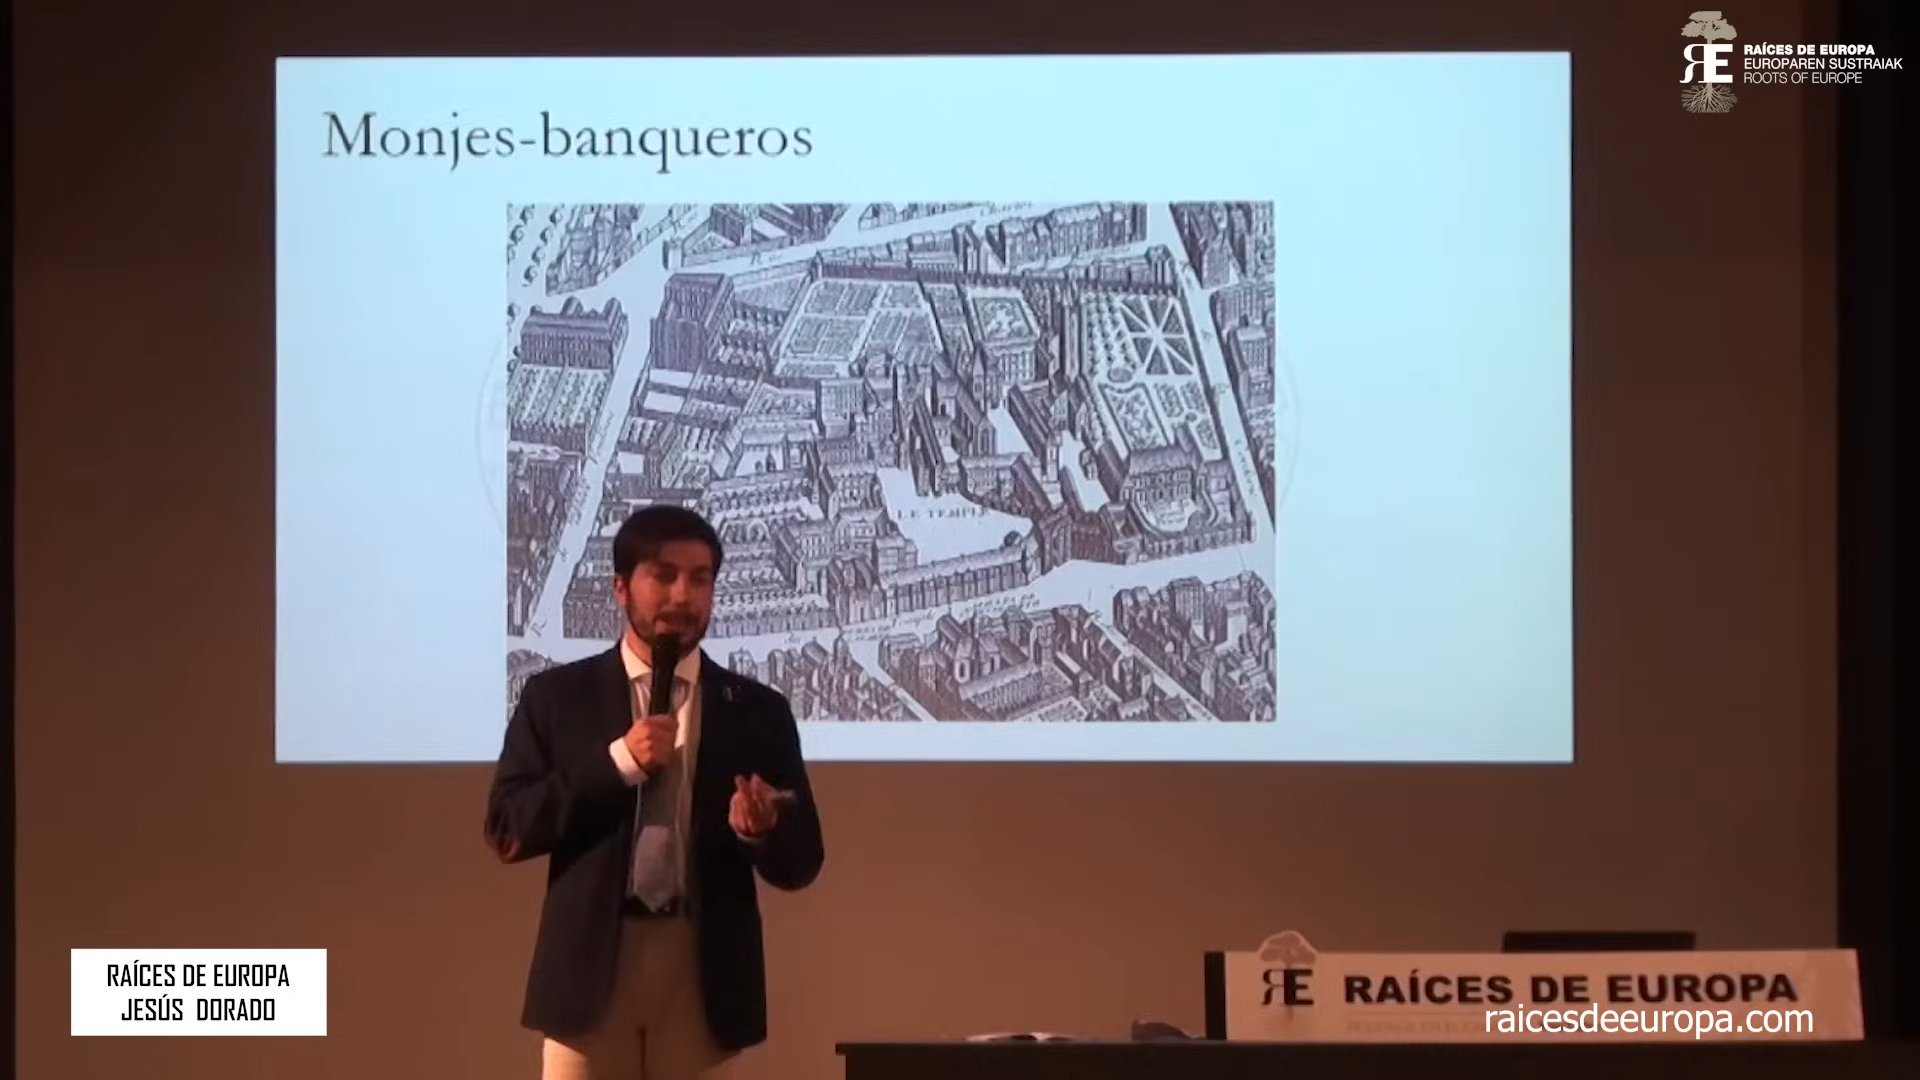 RAÍCES DE EUROPA
EUROPAREN SUSTRAIAK
ROOTS OF EUROPE
Monjes-banqueros
LE TEMPLE
RAÍCES DE EUROPA
JESÚS DORADO
RE RAÍCES DE EUROPA
raicesdeeuropa.com